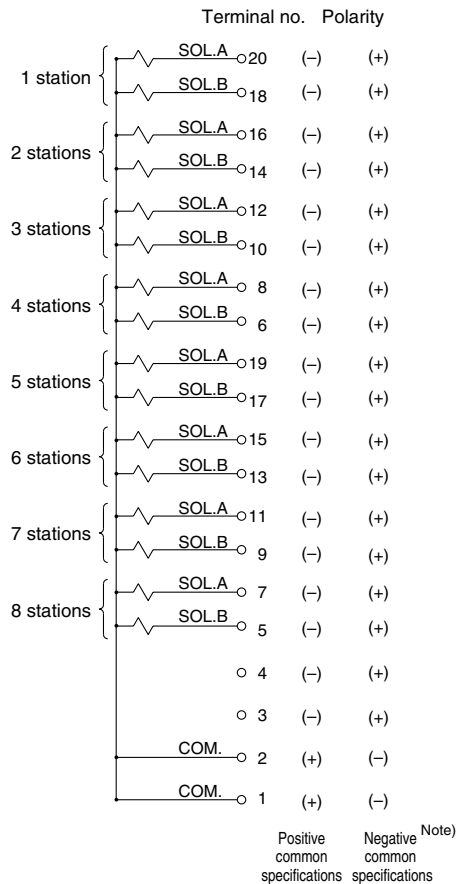 Terminal no. Polarity
1 station
SOL.A 20 (–) (+)
SOL.B 18 (–) (+)
2 stations
SOL.A 16 (–) (+)
SOL.B 14 (–) (+)
3 stations
SOL.A 12 (–) (+)
SOL.B 10 (–) (+)
4 stations
SOL.A 8 (–) (+)
SOL.B 6 (–) (+)
5 stations
SOL.A 19 (–) (+)
SOL.B 17 (–) (+)
6 stations
SOL.A 15 (–) (+)
SOL.B 13 (–) (+)
7 stations
SOL.A 11 (–) (+)
SOL.B 9 (–) (+)
8 stations
SOL.A 7 (–) (+)
SOL.B 5 (–) (+)
4 (–) (+)
3 (–) (+)
COM. 2 (+) (–)
COM. 1 (+) (–)
Positive
common
specifications
Negative Note)
common
specifications